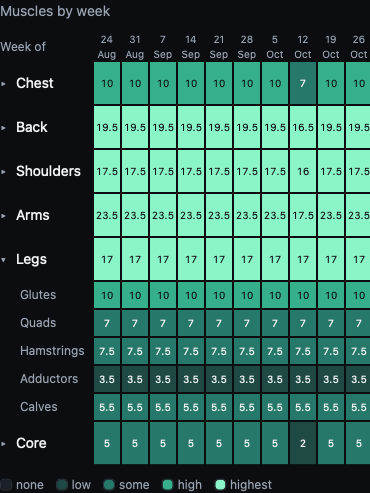 Muscles by week
Week of 24 Aug 31 Aug 7 Sep 14 Sep 21 Sep 28 Sep 5 Oct 12 Oct 19 Oct 26 Oct
Chest 10 10 10 10 10 10 10 7 10 10
Back 19.5 19.5 19.5 19.5 19.5 19.5 19.5 16.5 19.5 19.5
Shoulders 17.5 17.5 17.5 17.5 17.5 17.5 17.5 16 17.5 17.5
Arms 23.5 23.5 23.5 23.5 23.5 23.5 23.5 17.5 23.5 23.5
Legs 17 17 17 17 17 17 17 17 17 17
Glutes 10 10 10 10 10 10 10 10 10 10
Quads 7 7 7 7 7 7 7 7 7 7
Hamstrings 7.5 7.5 7.5 7.5 7.5 7.5 7.5 7.5 7.5 7.5
Adductors 3.5 3.5 3.5 3.5 3.5 3.5 3.5 3.5 3.5 3.5
Calves 5.5 5.5 5.5 5.5 5.5 5.5 5.5 5.5 5.5 5.5
Core 5 5 5 5 5 5 5 2 5 5
none low some high highest